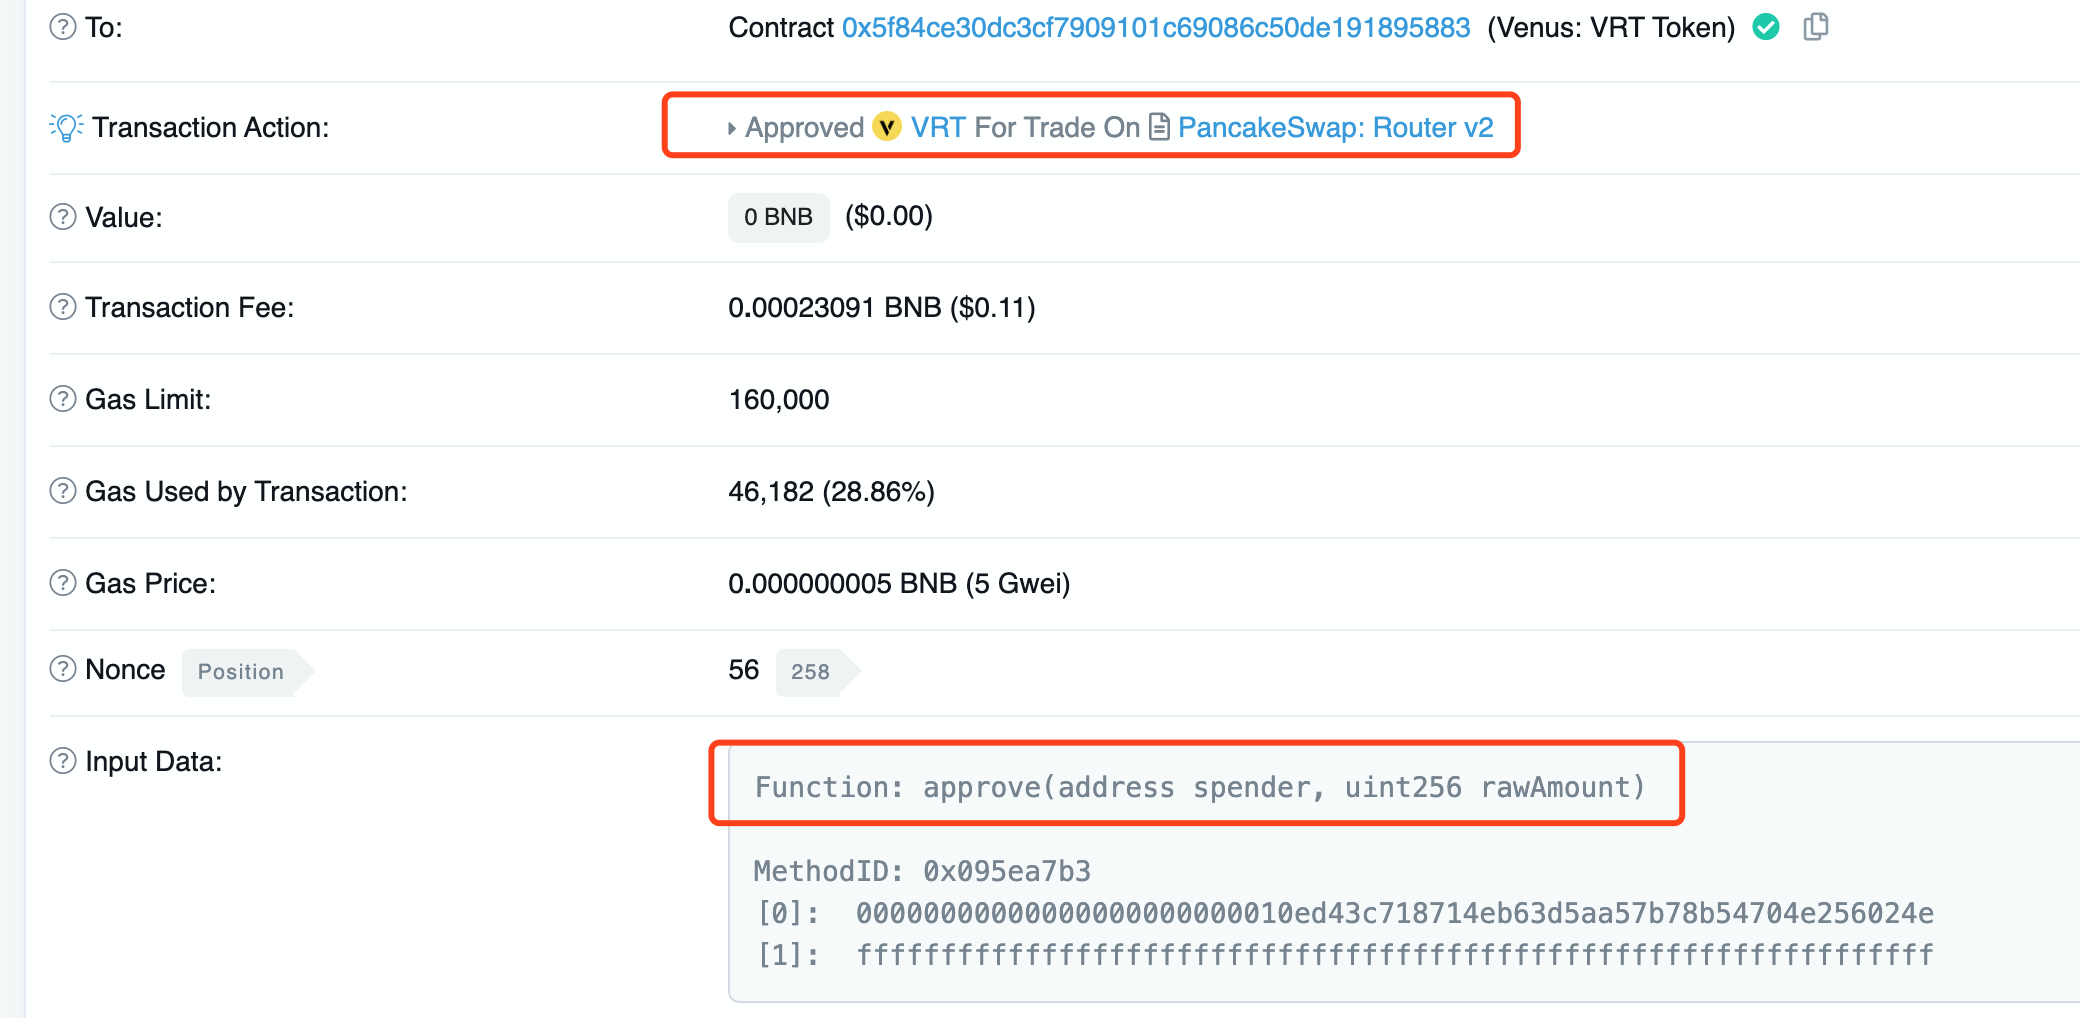 To: Contract 0x5f84ce30dc3cf7909101c69086c50de191895883 (Venus: VRT Token)
Transaction Action: Approved VRT For Trade On PancakeSwap: Router v2
Value: 0 BNB ($0.00)
Transaction Fee: 0.00023091 BNB ($0.11)
Gas Limit: 160,000
Gas Used by Transaction: 46,182 (28.86%)
Gas Price: 0.000000005 BNB (5 Gwei)
Nonce Position 56 258
Input Data:
Function: approve(address spender, uint256 rawAmount)
MethodID: 0x095ea7b3
[0]: 00000000000000000000000010ed43c718714eb63d5aa57b78b54704e256024e
[1]: ffffffffffffffffffffffffffffffffffffffffffffffffffffffffffffffff